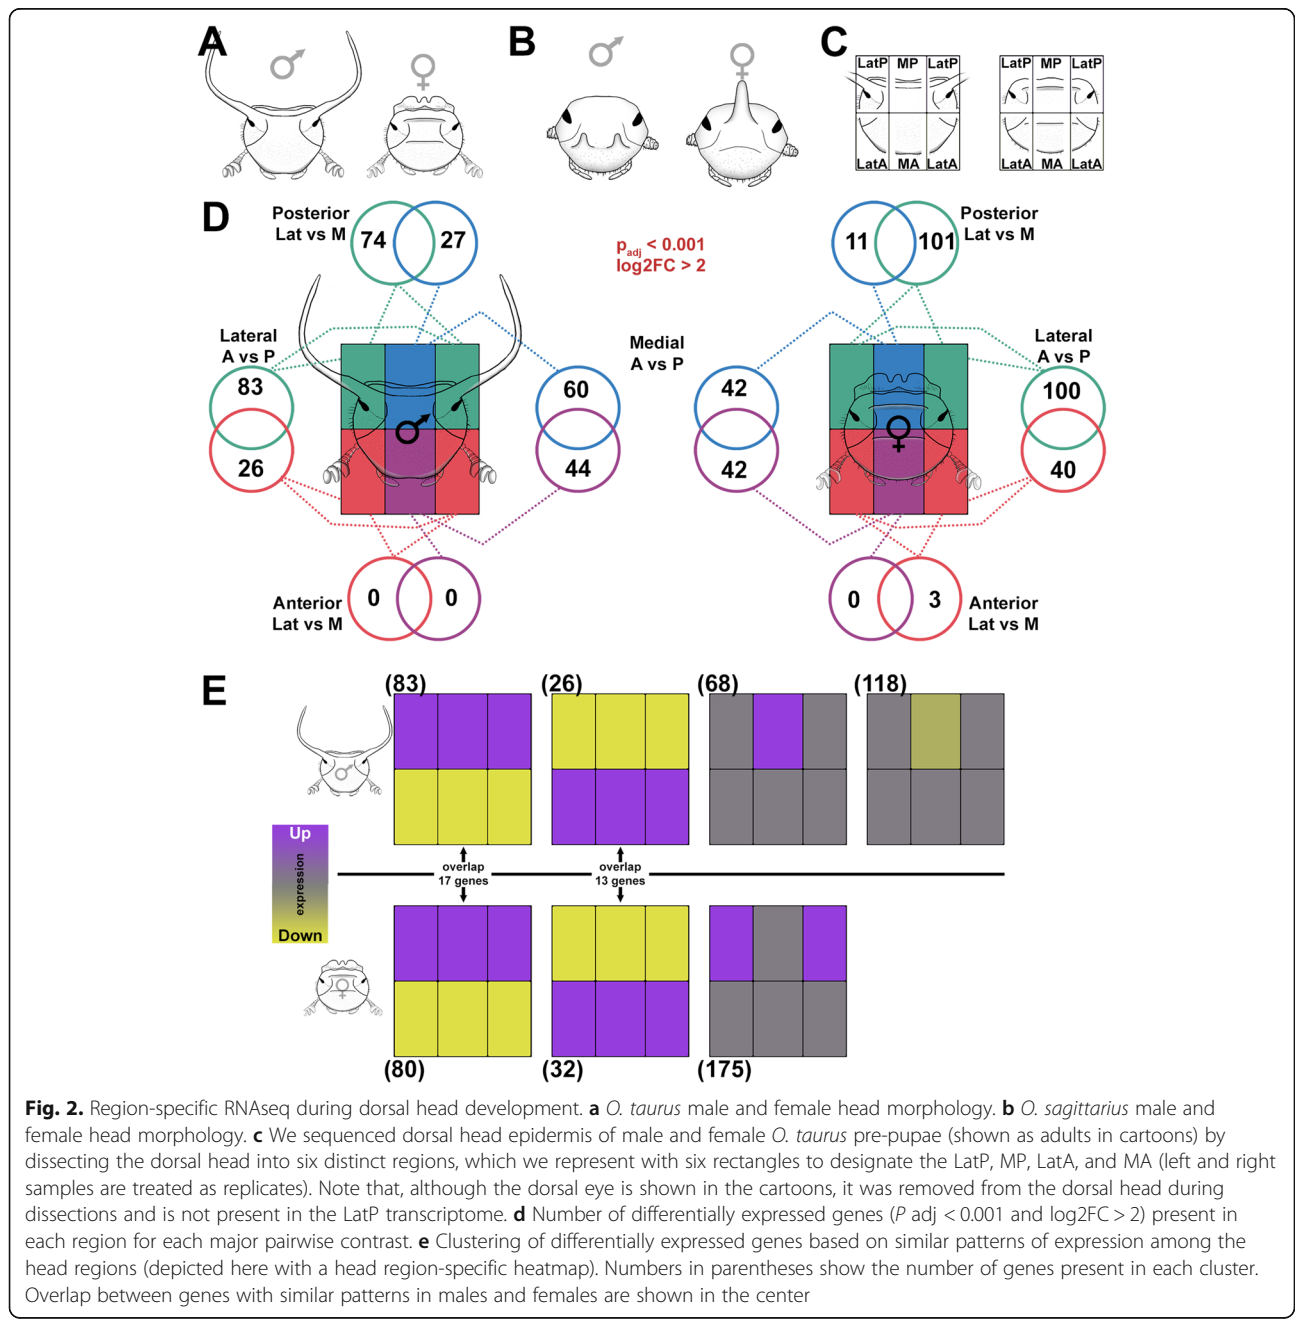 A
B
C
♂
♀
♂
♀
LatP MP LatP
LatA MA LatA
LatP MP LatP
LatA MA LatA
D
Posterior
Lat vs M
74 27
padj < 0.001
log2FC > 2
11 101
Posterior
Lat vs M
Lateral
A vs P
83
26
♂
60
44
Medial
A vs P
42
42
♀
Lateral
A vs P
100
40
Anterior
Lat vs M
0 0
0 3
Anterior
Lat vs M
E
(83) (26) (68) (118)
♂
Up
expression
Down
overlap
17 genes
overlap
13 genes
♀
(80) (32) (175)
Fig. 2. Region-specific RNAseq during dorsal head development. a O. taurus male and female head morphology. b O. sagittarius male and
female head morphology. c We sequenced dorsal head epidermis of male and female O. taurus pre-pupae (shown as adults in cartoons) by
dissecting the dorsal head into six distinct regions, which we represent with six rectangles to designate the LatP, MP, LatA, and MA (left and right
samples are treated as replicates). Note that, although the dorsal eye is shown in the cartoons, it was removed from the dorsal head during
dissections and is not present in the LatP transcriptome. d Number of differentially expressed genes (P adj < 0.001 and log2FC > 2) present in
each region for each major pairwise contrast. e Clustering of differentially expressed genes based on similar patterns of expression among the
head regions (depicted here with a head region-specific heatmap). Numbers in parentheses show the number of genes present in each cluster.
Overlap between genes with similar patterns in males and females are shown in the center